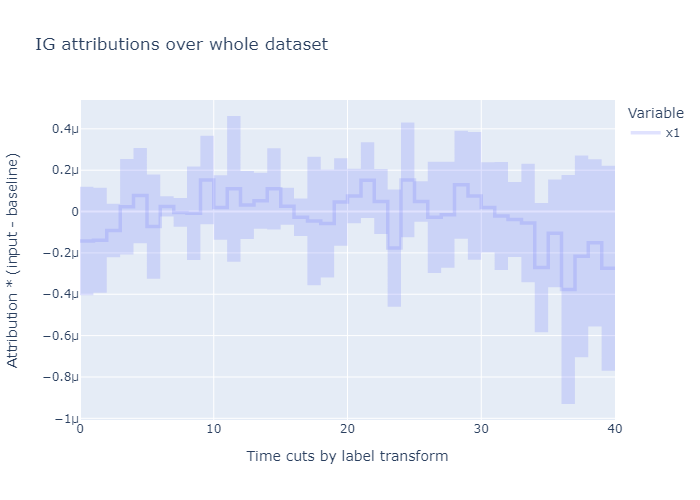 IG attributions over whole dataset
Variable
x1
0.4μ
0.2μ
0
−0.2μ
−0.4μ
−0.6μ
−0.8μ
−1μ
Attribution * (input - baseline)
0 10 20 30 40
Time cuts by label transform